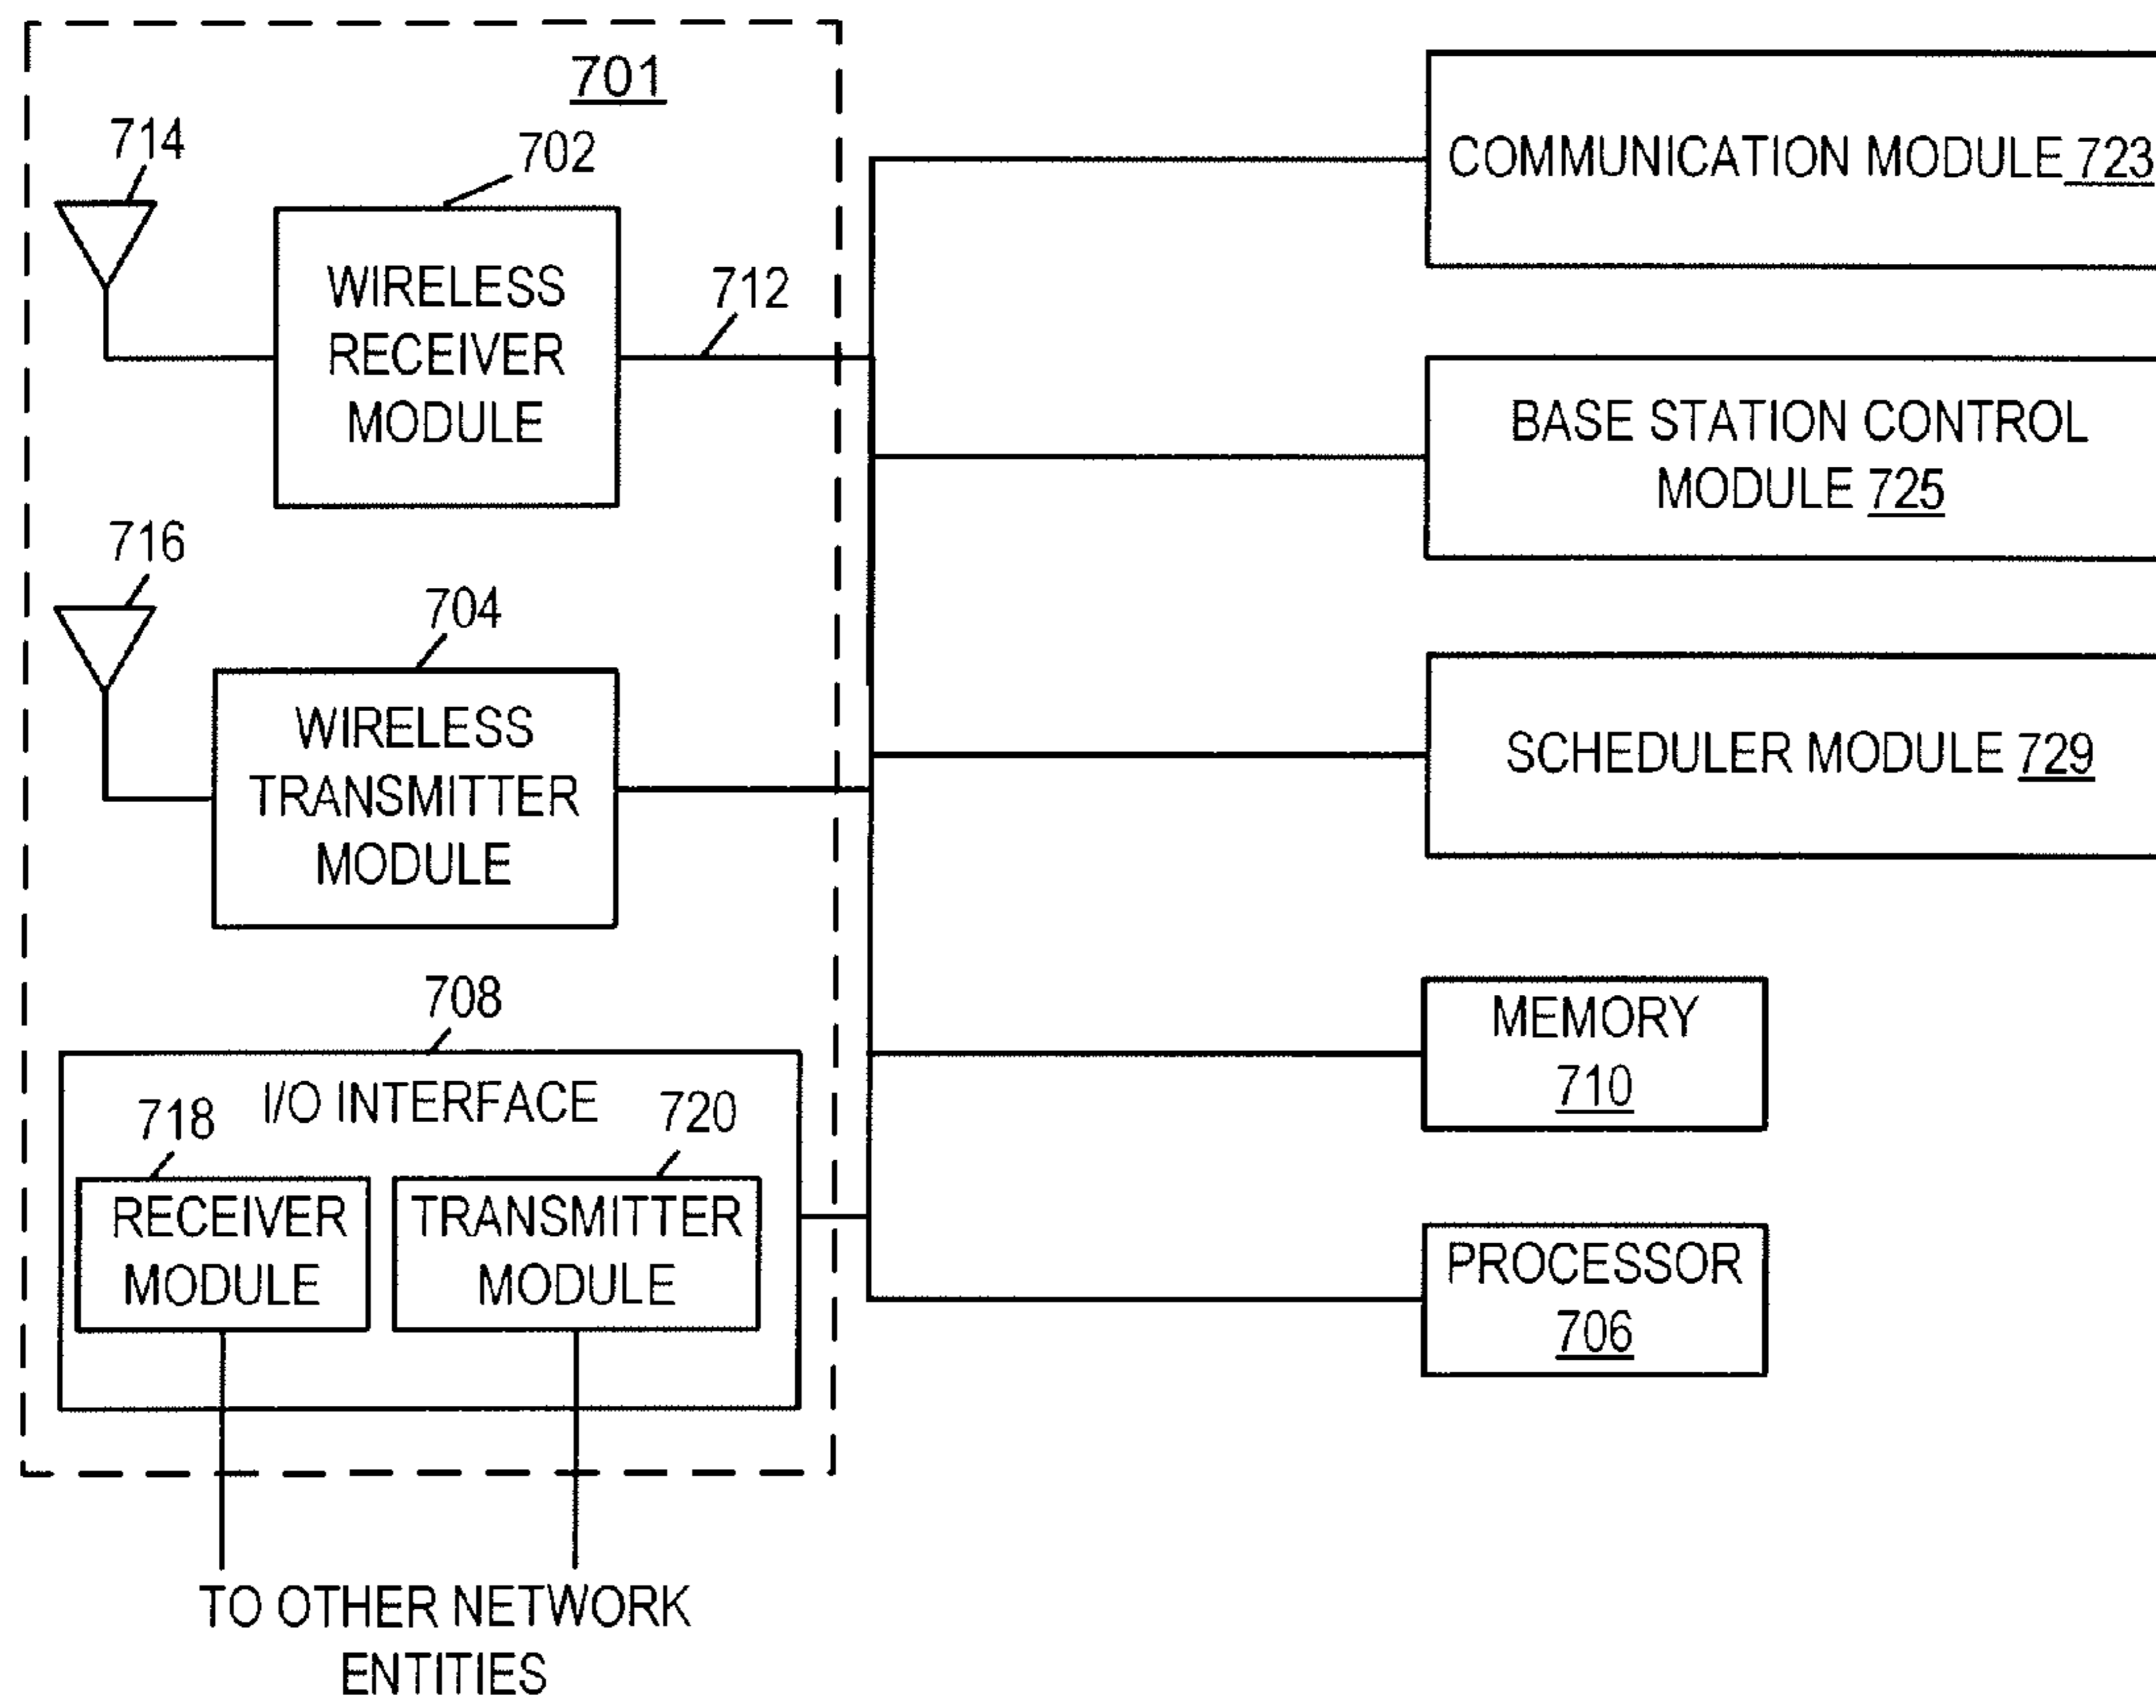 701
714
702
WIRELESS
RECEIVER
MODULE
712
716
704
WIRELESS
TRANSMITTER
MODULE
708
I/O INTERFACE
718
720
RECEIVER
MODULE
TRANSMITTER
MODULE
TO OTHER NETWORK
ENTITIES
COMMUNICATION MODULE 723
BASE STATION CONTROL
MODULE 725
SCHEDULER MODULE 729
MEMORY
710
PROCESSOR
706